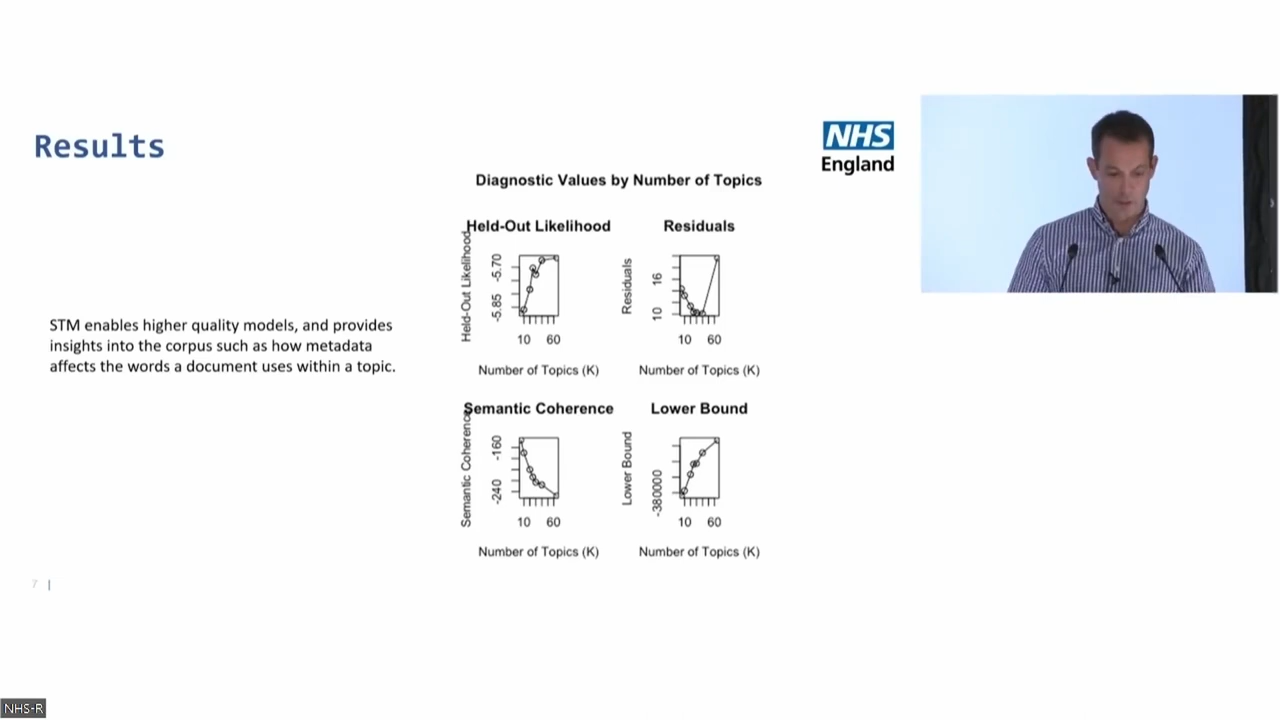 Results
NHS
England
STM enables higher quality models, and provides
insights into the corpus such as how metadata
affects the words a document uses within a topic.
Diagnostic Values by Number of Topics
Held-Out Likelihood
Held-Out Likelihood
-5.85 -5.70
10 60
Number of Topics (K)
Residuals
Residuals
10 16
10 60
Number of Topics (K)
Semantic Coherence
Semantic Coherence
-240 -160
10 60
Number of Topics (K)
Lower Bound
Lower Bound
-380000
10 60
Number of Topics (K)
7 |
NHS-R